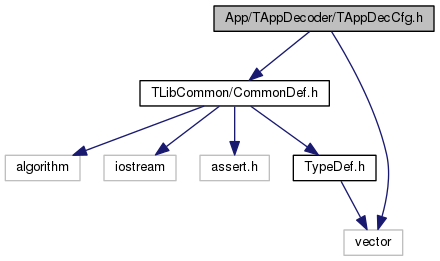 App/TAppDecoder/TAppDecCfg.h
TLibCommon/CommonDef.h
algorithm
iostream
assert.h
TypeDef.h
vector